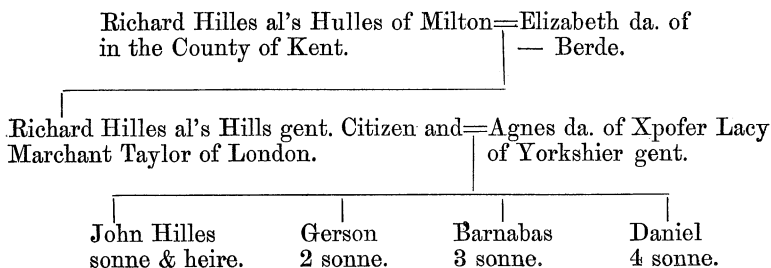 Richard Hilles al's Hulles of Milton=Elizabeth da. of
in the County of Kent. — Berde.
Richard Hilles al's Hills gent. Citizen and=Agnes da. of Xpofer Lacy
Marchant Taylor of London. of Yorkshier gent.
John Hilles Gerson Barnabas Daniel
sonne & heire. 2 sonne. 3 sonne. 4 sonne.